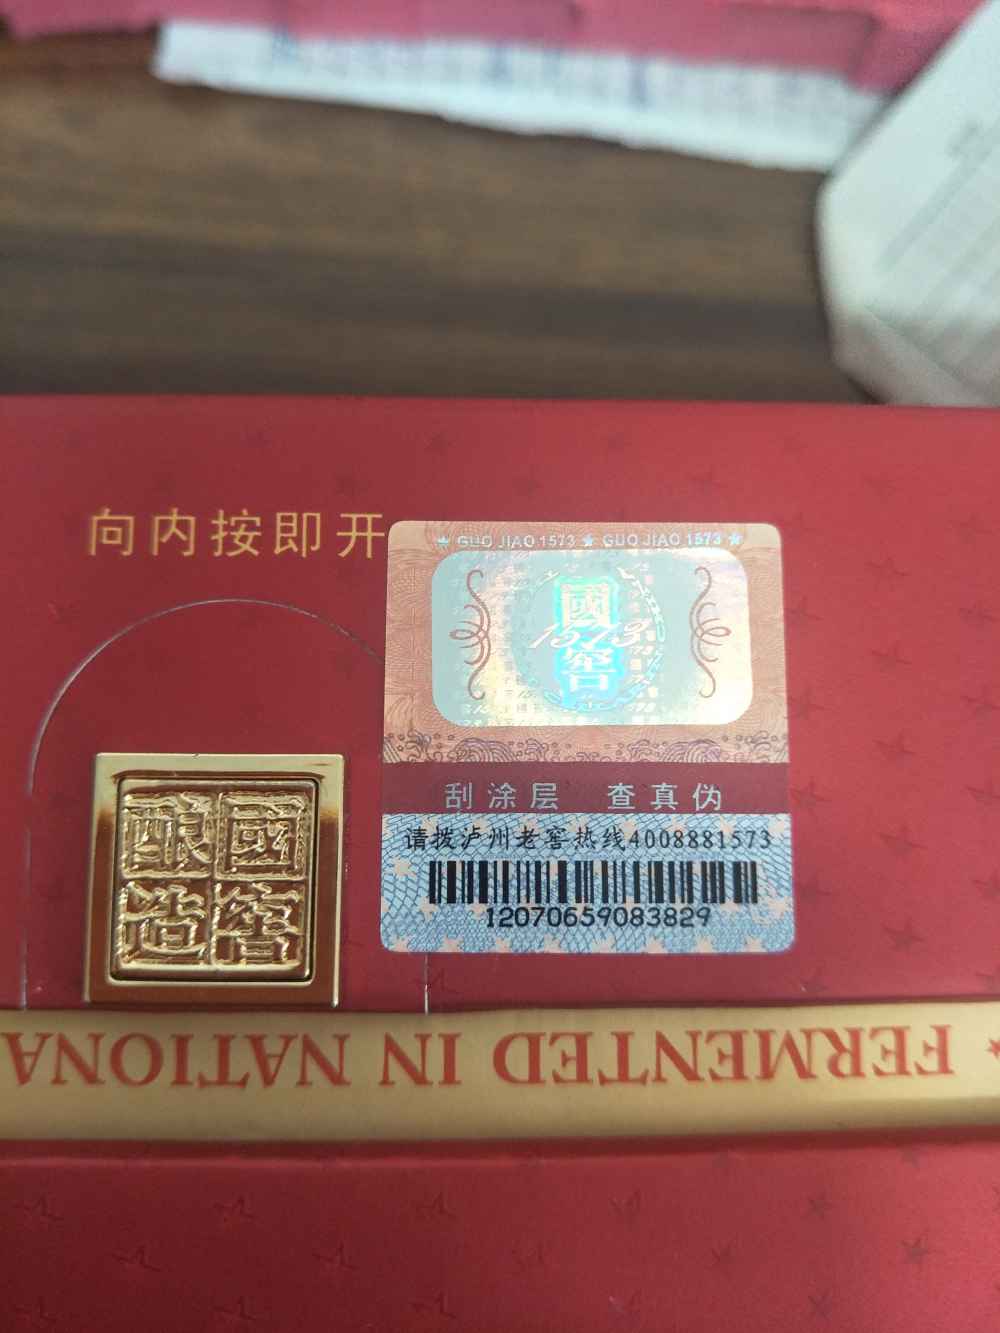 向内按即开
GUO JIAO 1573 ★ GUO JIAO 1573
國窖
1573
刮涂层 查真伪
请拨泸州老窖热线4008881573
12070659083829
國窖
酿造
FERMENTED IN NATIONA